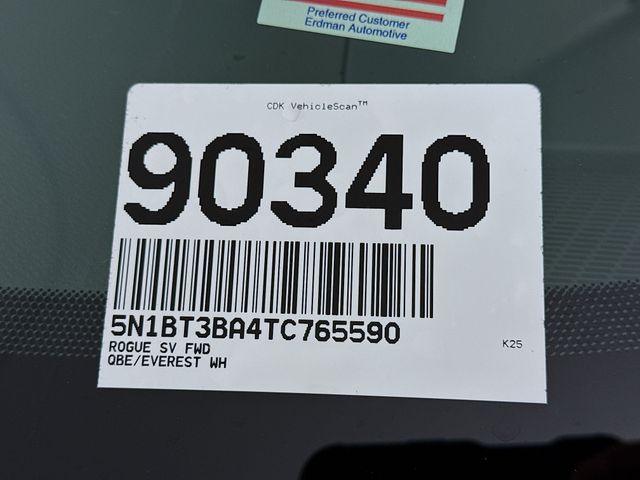 Preferred Customer
Erdman Automotive
CDK VehicleScan™
90340
5N1BT3BA4TC765590
ROGUE SV FWD
K25
QBE/EVEREST WH